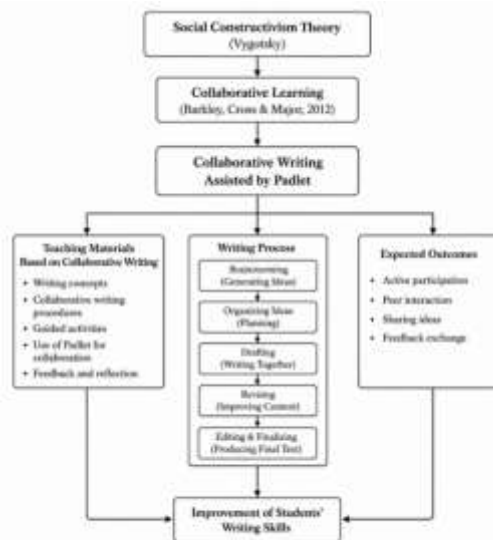 Social Constructivism Theory
(Vygotsky)
Collaborative Learning
(Barkley, Cross & Major, 2012)
Collaborative Writing
Assisted by Padlet
Teaching Materials
Based on Collaborative Writing
• Writing concepts
• Collaborative writing
procedures
• Guided activities
• Use of Padlet for
collaboration
• Feedback and reflection
Writing Process
Brainstorming
(Generating Ideas)
Organizing Ideas
(Planning)
Drafting
(Writing Together)
Revising
(Improving Content)
Editing & Finalizing
(Producing Final Text)
Expected Outcomes
• Active participation
• Peer interaction
• Sharing ideas
• Feedback exchange
Improvement of Students'
Writing Skills